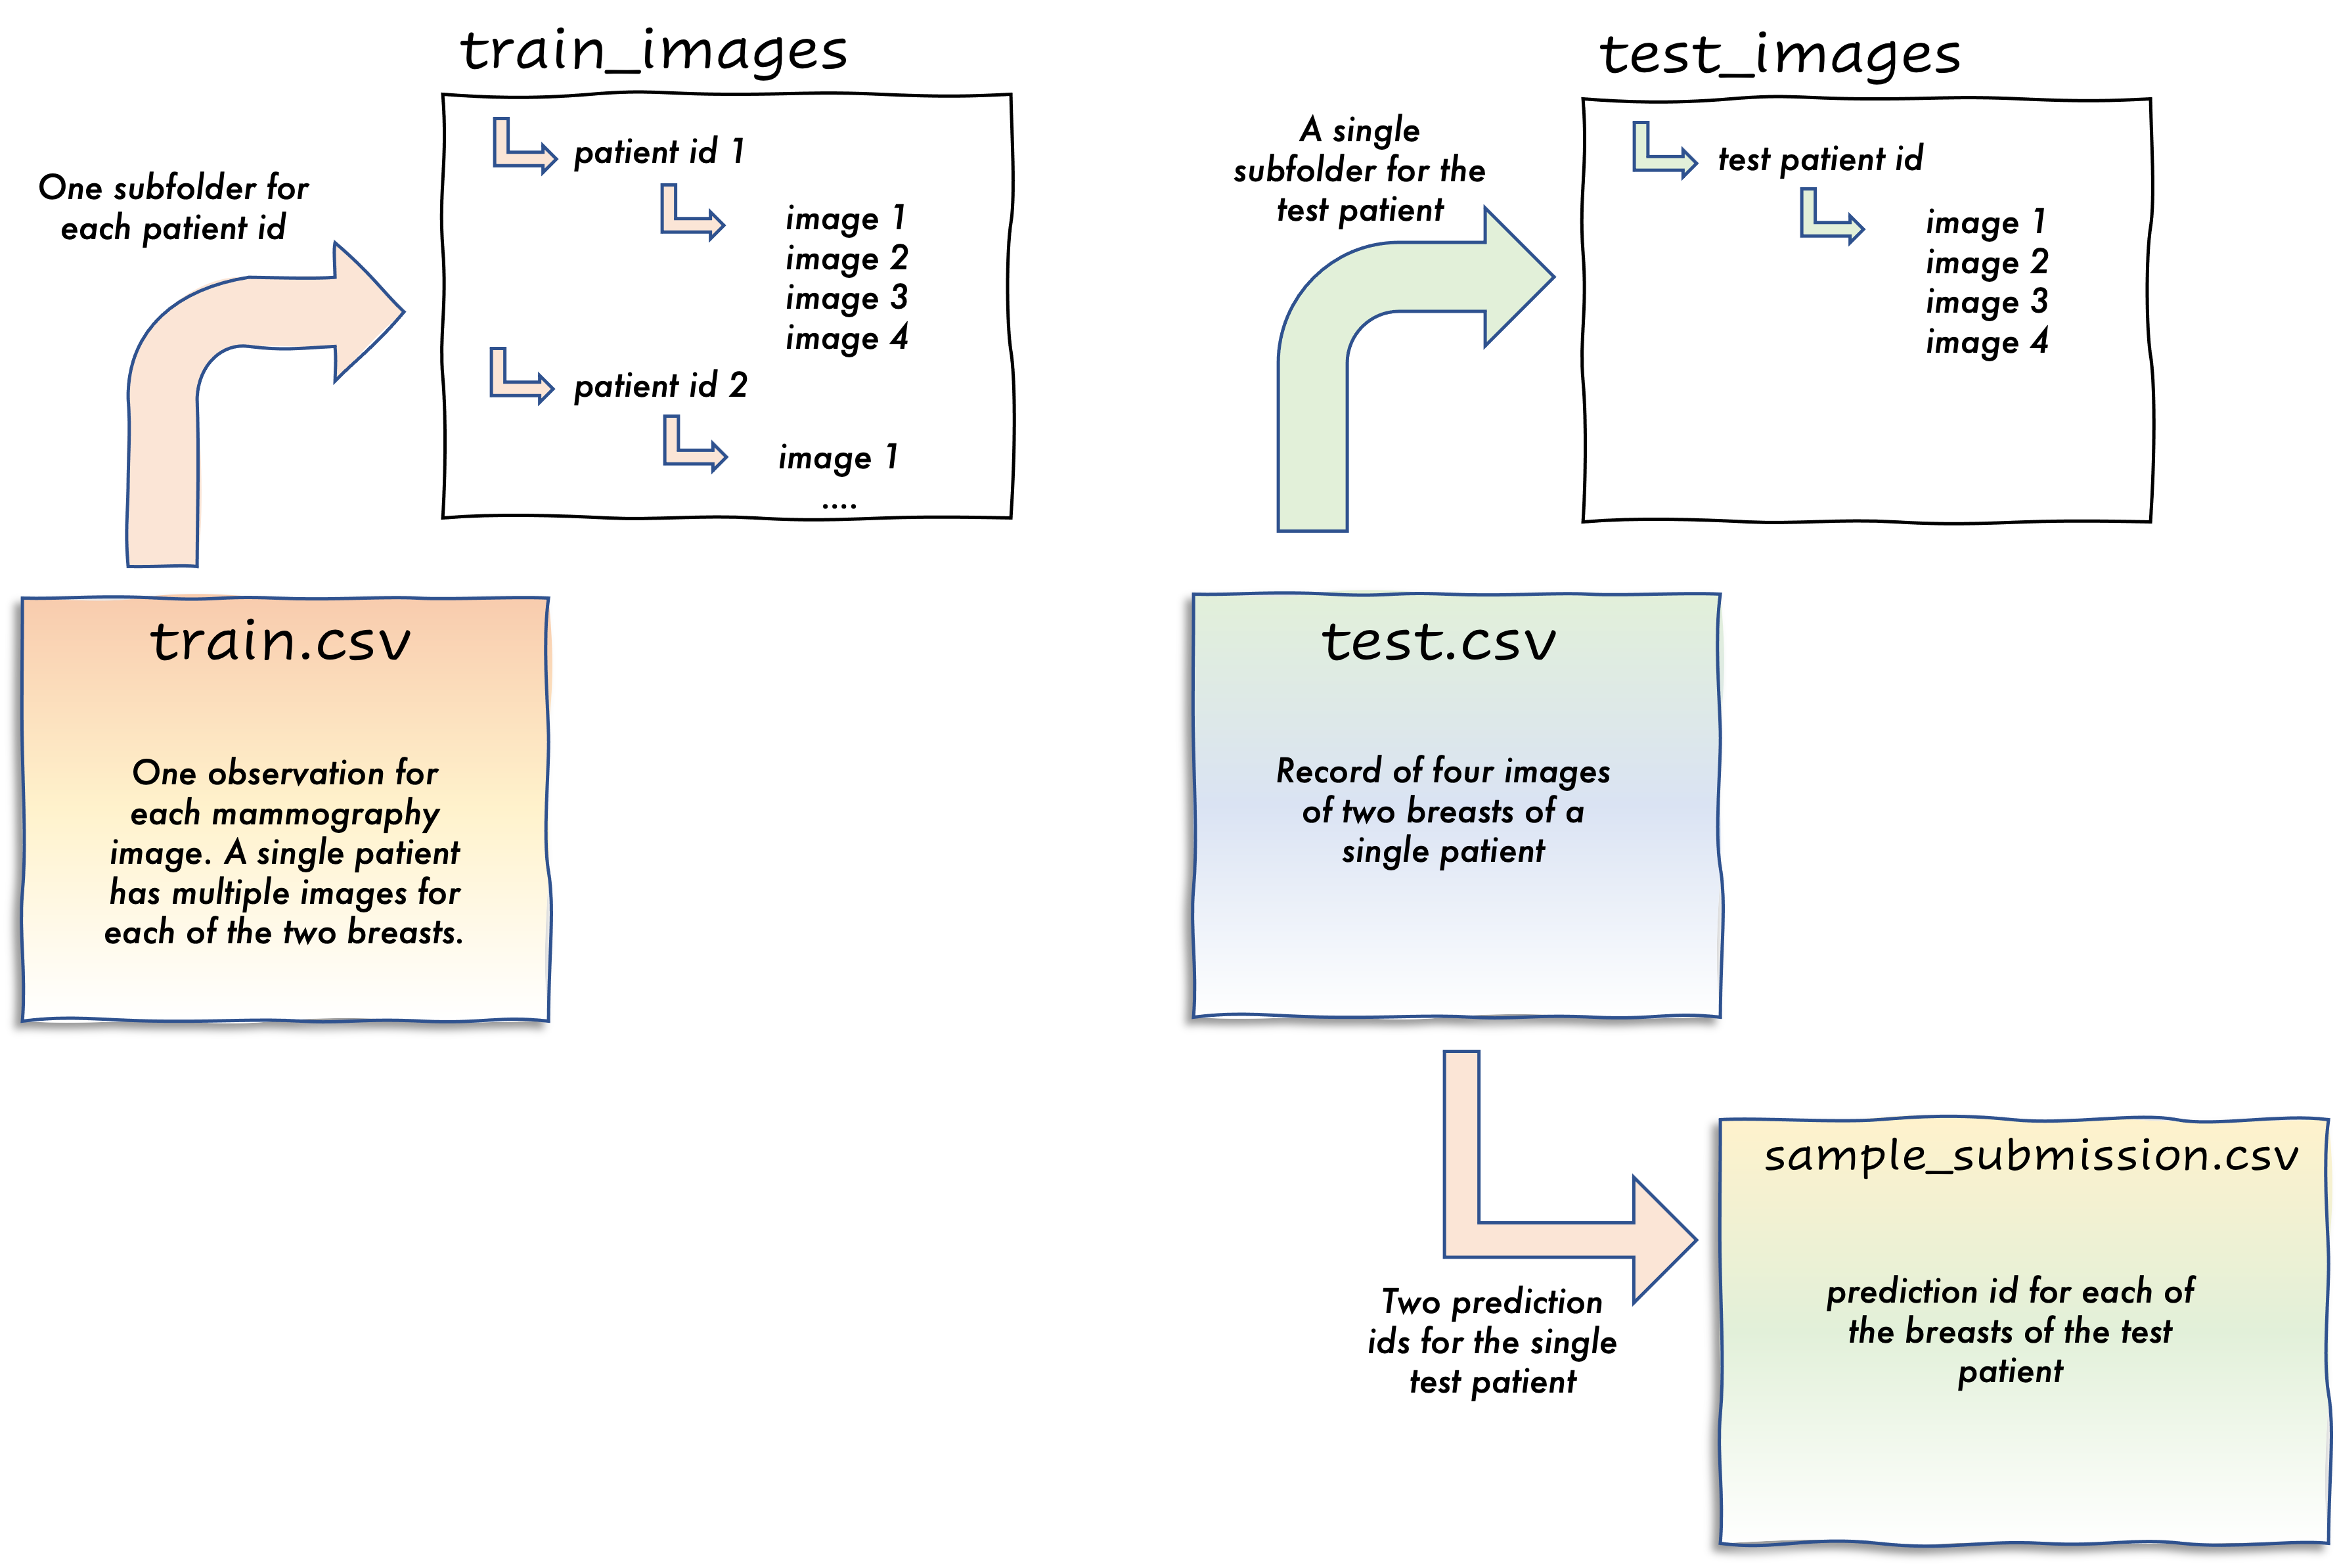 train_images
One subfolder for
each patient id
patient id 1
image 1
image 2
image 3
image 4
patient id 2
image 1
....
train.csv
One observation for
each mammography
image. A single patient
has multiple images for
each of the two breasts.
test_images
A single
subfolder for the
test patient
test patient id
image 1
image 2
image 3
image 4
test.csv
Record of four images
of two breasts of a
single patient
Two prediction
ids for the single
test patient
sample_submission.csv
prediction id for each of
the breasts of the test
patient